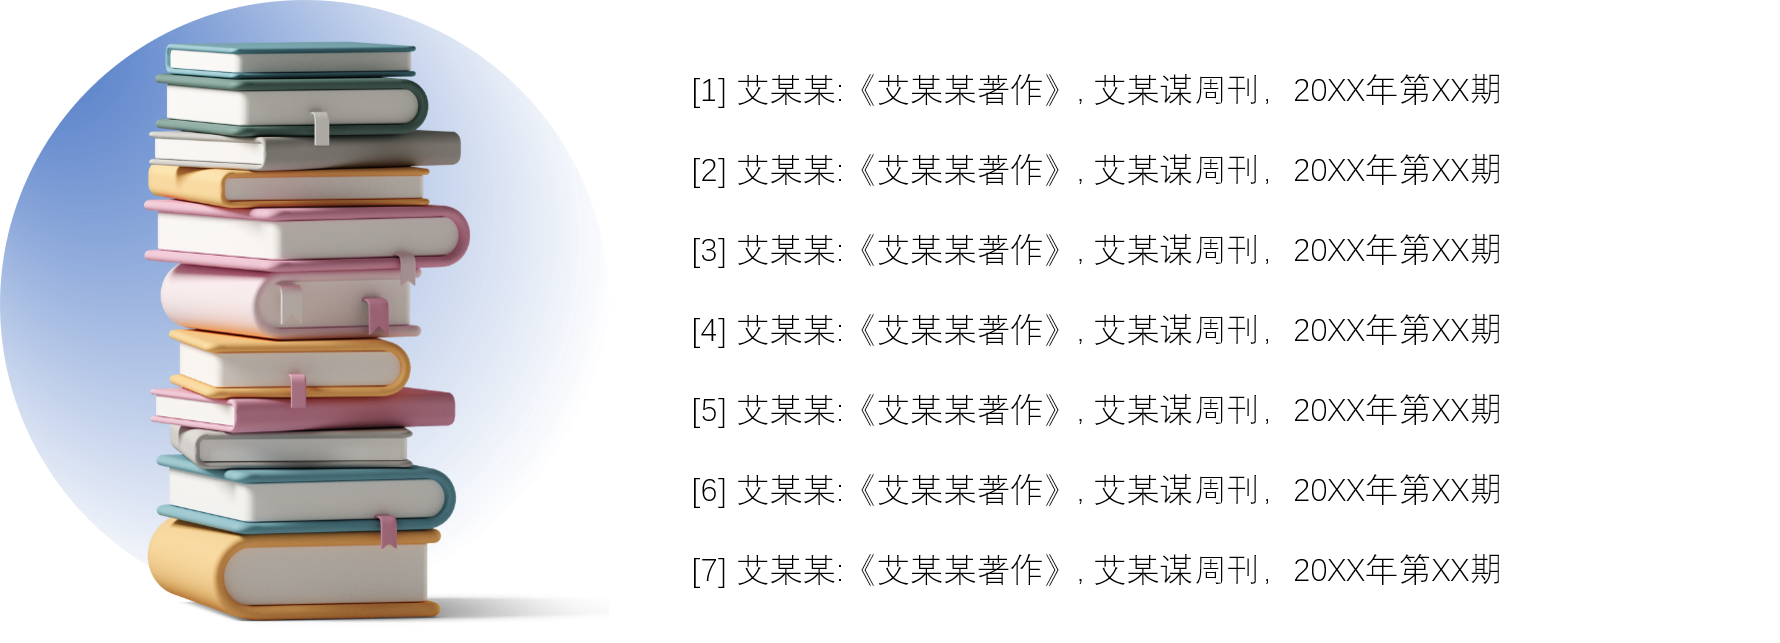 [1] 艾某某:《艾某某著作》, 艾某谋周刊，20XX年第XX期
[2] 艾某某:《艾某某著作》, 艾某谋周刊，20XX年第XX期
[3] 艾某某:《艾某某著作》, 艾某谋周刊，20XX年第XX期
[4] 艾某某:《艾某某著作》, 艾某谋周刊，20XX年第XX期
[5] 艾某某:《艾某某著作》, 艾某谋周刊，20XX年第XX期
[6] 艾某某:《艾某某著作》, 艾某谋周刊，20XX年第XX期
[7] 艾某某:《艾某某著作》, 艾某谋周刊，20XX年第XX期